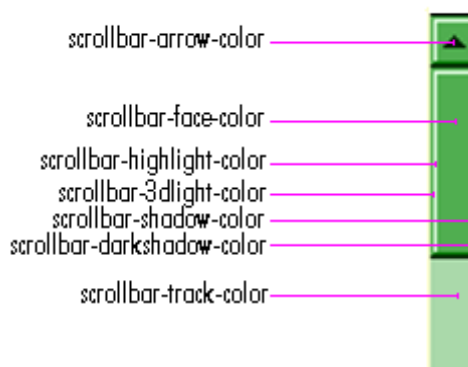 scrollbar-arrow-color
scrollbar-face-color
scrollbar-highlight-color
scrollbar-3dlight-color
scrollbar-shadow-color
scrollbar-darkshadow-color
scrollbar-track-color